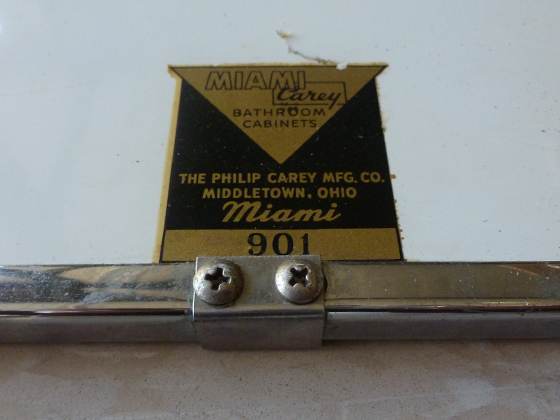 MIAMI
Carey
BATHROOM
CABINETS
THE PHILIP CAREY MFG. CO.
MIDDLETOWN, OHIO
Miami
901